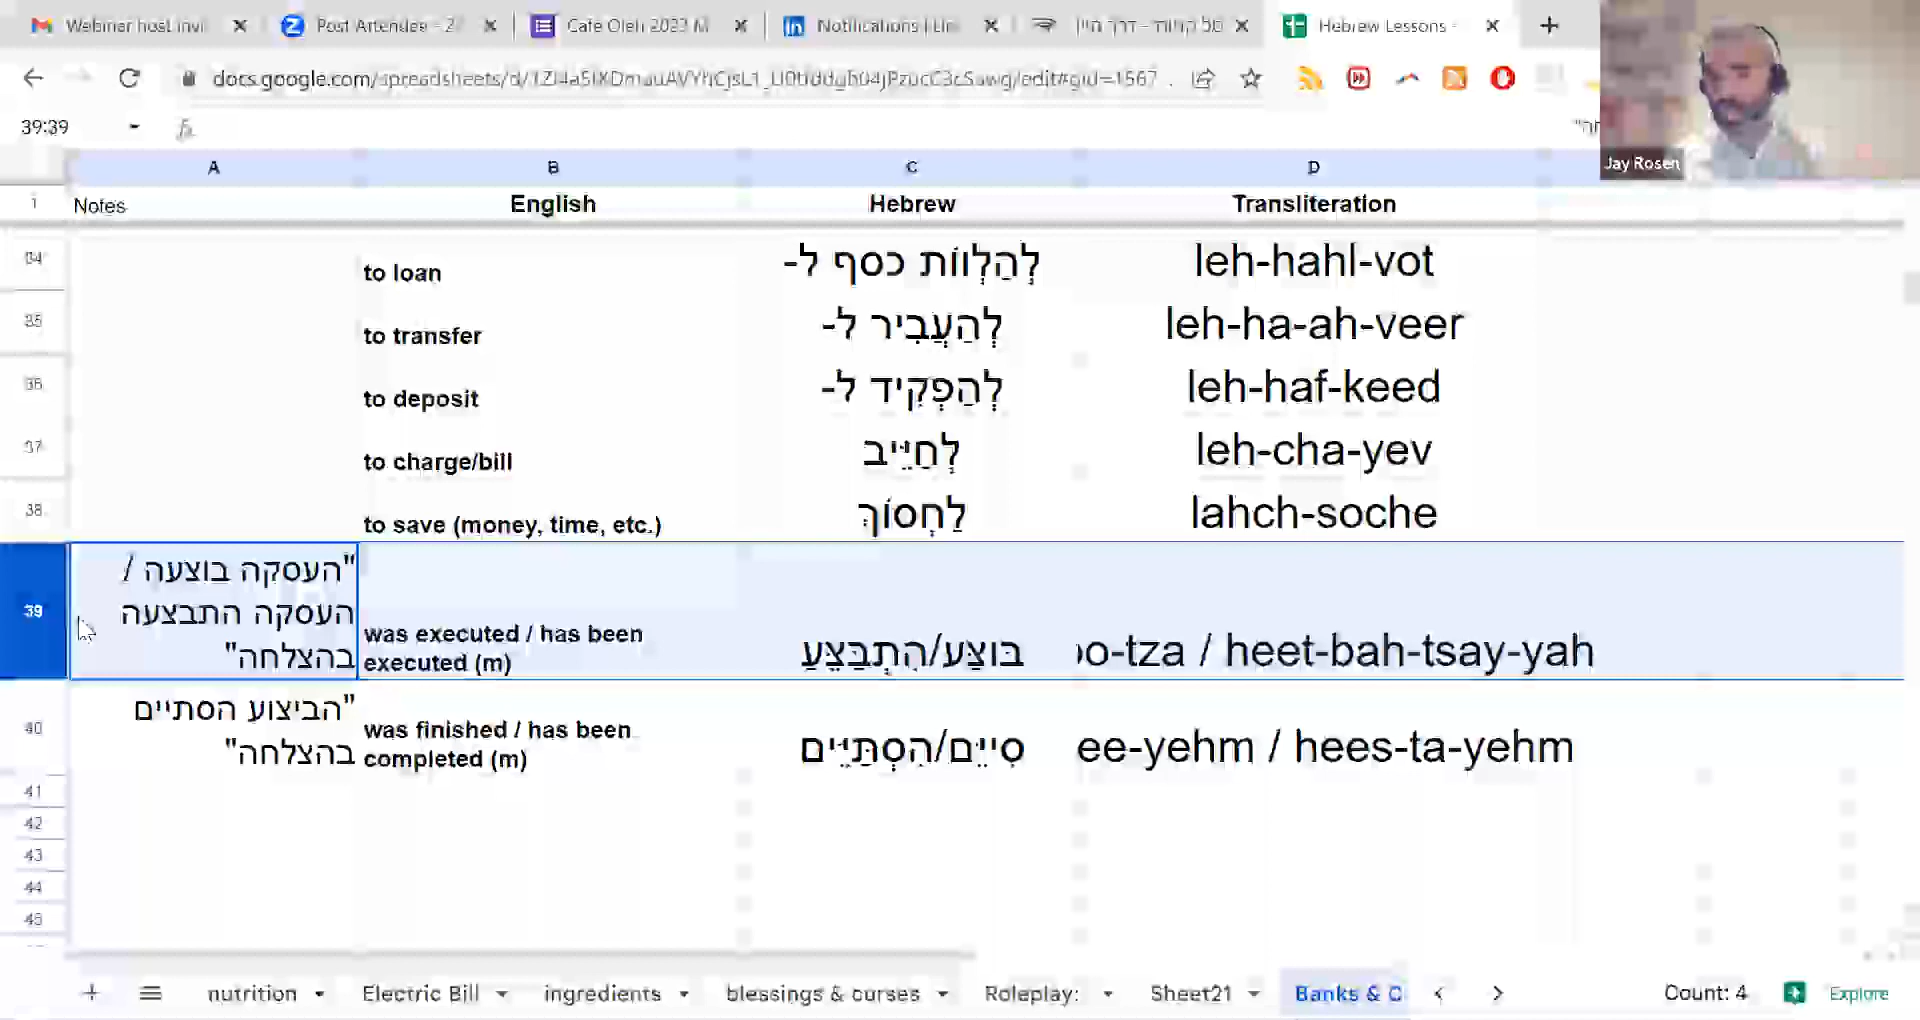 Webinar host invi
Post Attendee - 2
Cafe Oleh 2023 M
Notifications | Lin
Hebrew Lessons -
docs.google.com/spreadsheets/d/
/edit#gid=1567
39:39
Jay Rosen
A B C D
1 Notes English Hebrew Transliteration
34 to loan לְהַלְווֹת כסף ל- leh-hahl-vot
35 to transfer לְהַעֲבִיר ל- leh-ha-ah-veer
36 to deposit לְהַפְקִיד ל- leh-haf-keed
37 to charge/bill לְחַיֵּיב leh-cha-yev
38 to save (money, time, etc.) לַחְסוֹךְ lahch-soche
"העסקה בוצעה /
39 העסקה התבצעה
בהצלחה"
was executed / has been
executed (m)
בּוּצַּע/הִתְבַּצֵּעַ
oo-tza / heet-bah-tsay-yah
"הביצוע הסתיים
40
בהצלחה"
was finished / has been
completed (m)
סִייֵּם/הִסְתַּיֵּים
ee-yehm / hees-ta-yehm
41
42
43
44
45
nutrition Electric Bill ingredients blessings & curses Roleplay: Sheet21 Banks & C Count: 4 Explore